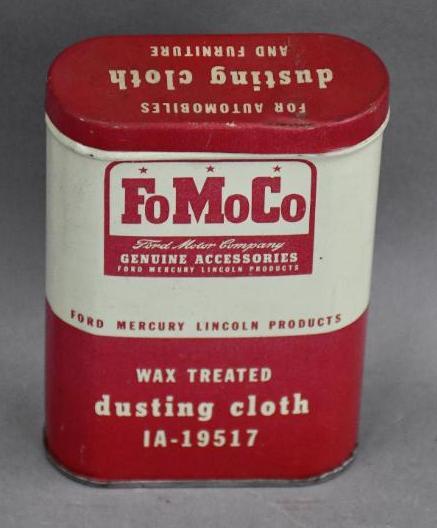 FOR AUTOMOBILES
dusting cloth
AND FURNITURE
FoMoCo
Ford Motor Company
GENUINE ACCESSORIES
FORD MERCURY LINCOLN PRODUCTS
FORD MERCURY LINCOLN PRODUCTS
WAX TREATED
dusting cloth
IA-19517